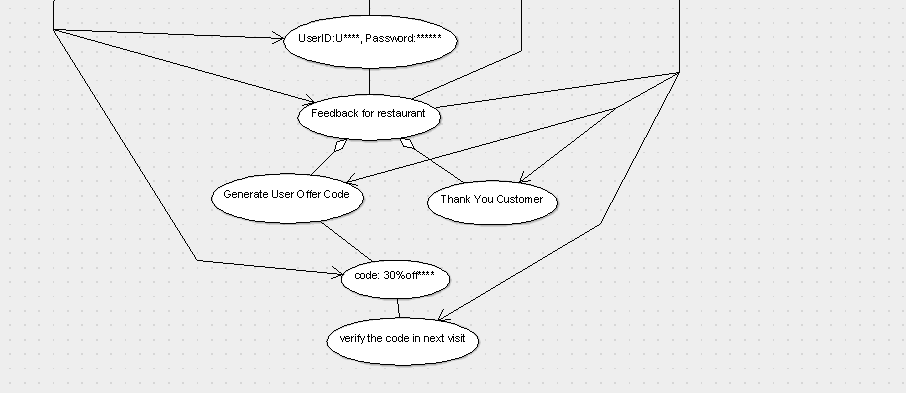 UserID:U****, Password:******
Feedback for restaurant
Generate User Offer Code
Thank You Customer
code: 30%off****
verify the code in next visit